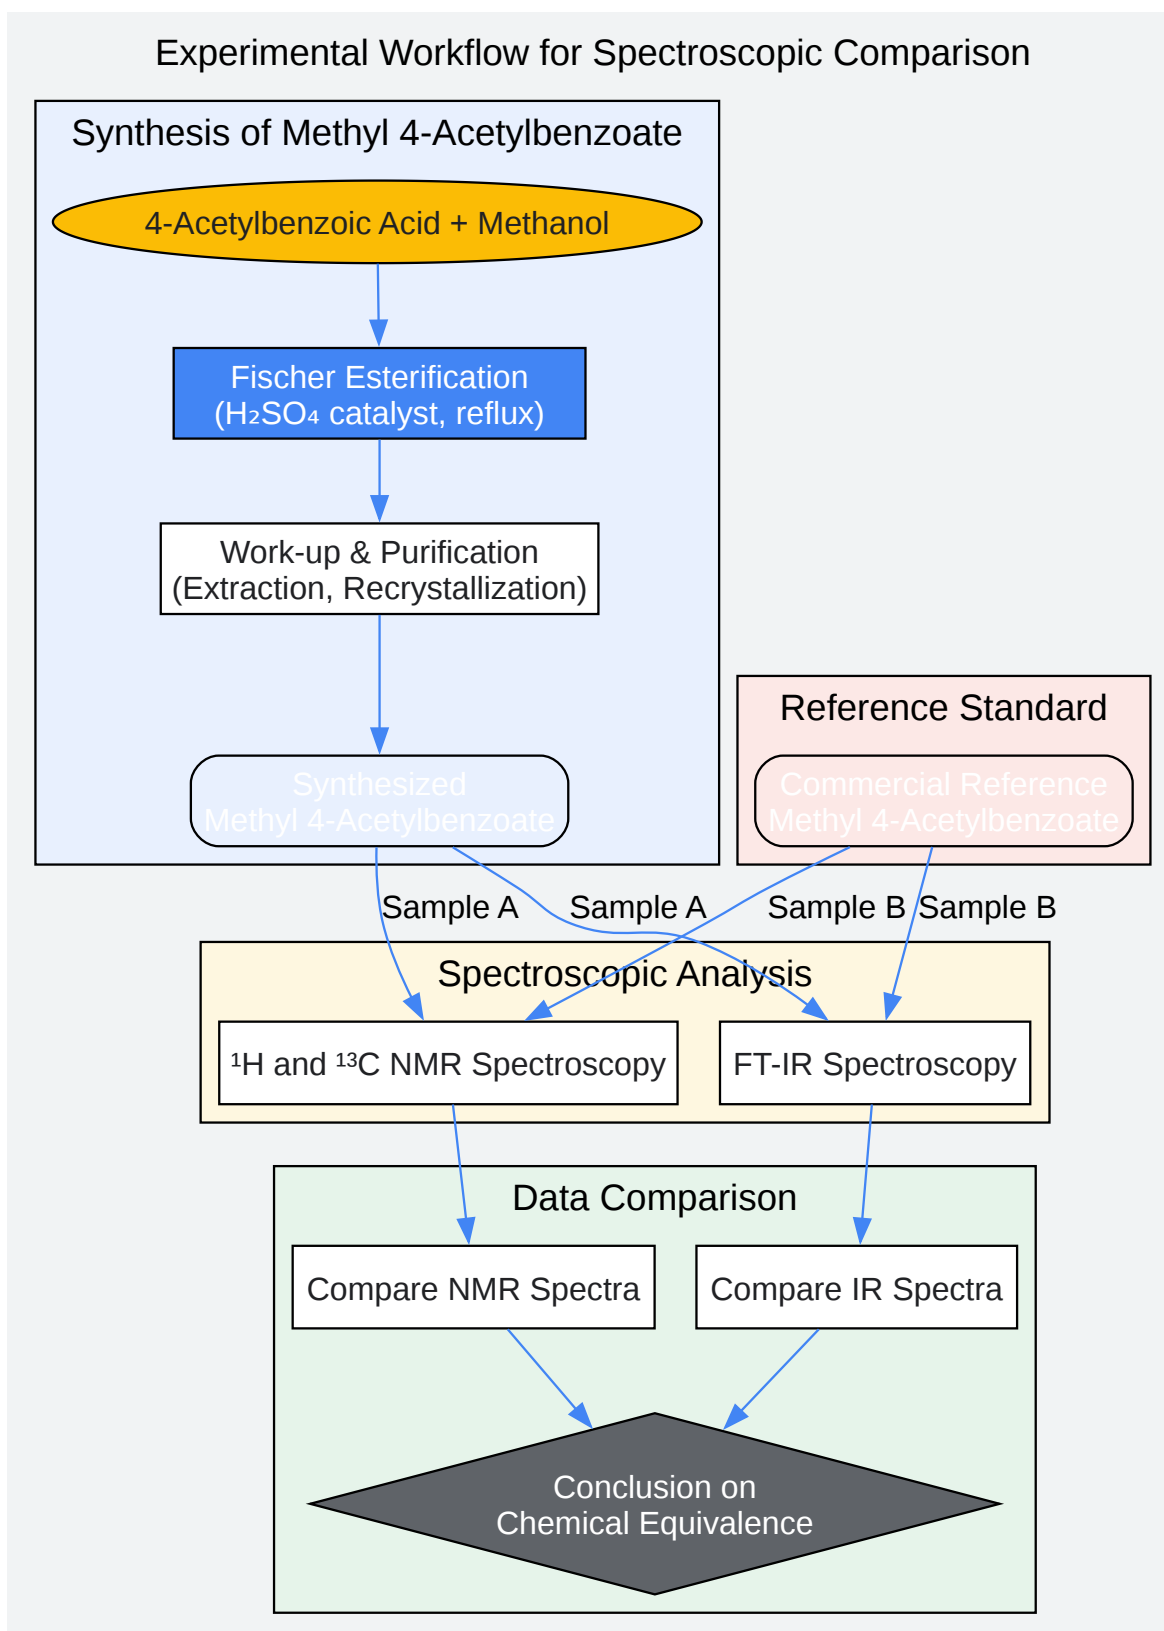 Experimental Workflow for Spectroscopic Comparison
Synthesis of Methyl 4-Acetylbenzoate
4-Acetylbenzoic Acid + Methanol
Fischer Esterification
(H₂SO₄ catalyst, reflux)
Work-up & Purification
(Extraction, Recrystallization)
Synthesized
Methyl 4-Acetylbenzoate
Reference Standard
Commercial Reference
Methyl 4-Acetylbenzoate
Sample A
Sample A
Sample B
Sample B
Spectroscopic Analysis
¹H and ¹³C NMR Spectroscopy
FT-IR Spectroscopy
Data Comparison
Compare NMR Spectra
Compare IR Spectra
Conclusion on
Chemical Equivalence